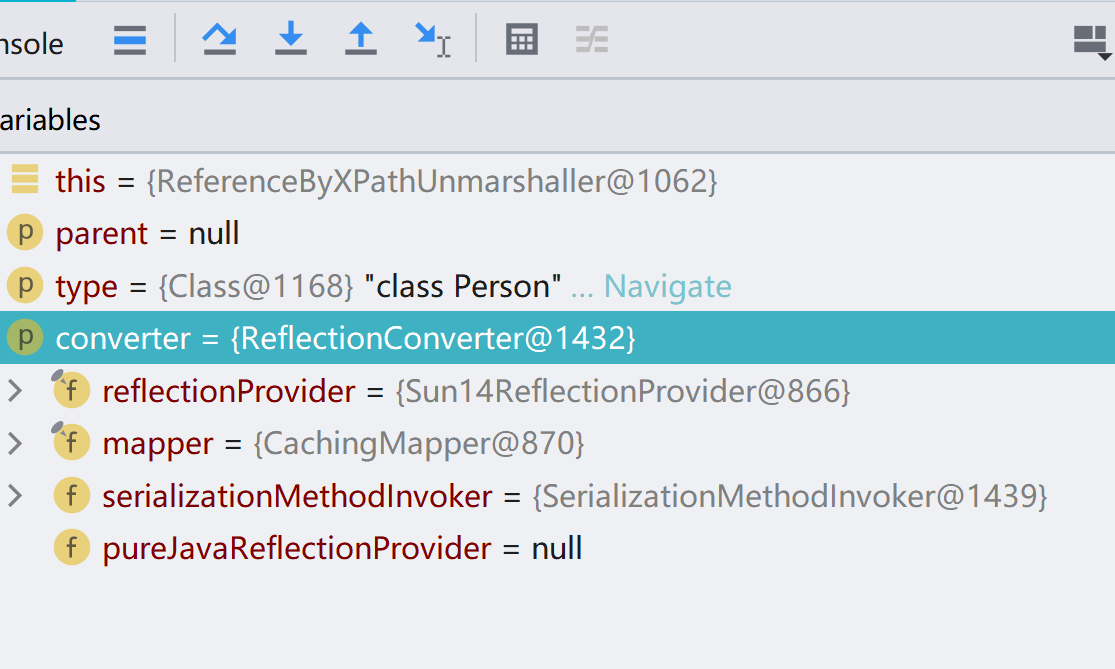 nsole
ariables
this = {ReferenceByXPathUnmarshaller@1062}
p parent = null
p type = {Class@1168} "class Person" ... Navigate
p converter = {ReflectionConverter@1432}
f reflectionProvider = {Sun14ReflectionProvider@866}
f mapper = {CachingMapper@870}
f serializationMethodInvoker = {SerializationMethodInvoker@1439}
f pureJavaReflectionProvider = null